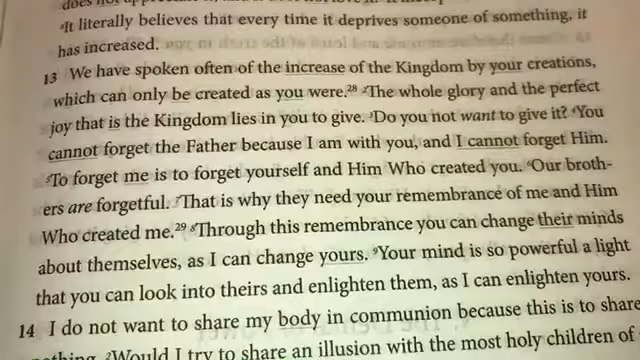 ⁸It literally believes that every time it deprives someone of something, it
has increased.
13 We have spoken often of the increase of the Kingdom by your creations,
which can only be created as you were.²⁸ ²The whole glory and the perfect
joy that is the Kingdom lies in you to give. ³Do you not want to give it? ⁴You
cannot forget the Father because I am with you, and I cannot forget Him.
⁵To forget me is to forget yourself and Him Who created you. ⁶Our broth-
ers are forgetful. ⁷That is why they need your remembrance of me and Him
Who created me.²⁹ ⁸Through this remembrance you can change their minds
about themselves, as I can change yours. ⁹Your mind is so powerful a light
that you can look into theirs and enlighten them, as I can enlighten yours.
14 I do not want to share my body in communion because this is to share
²Would I try to share an illusion with the most holy children of